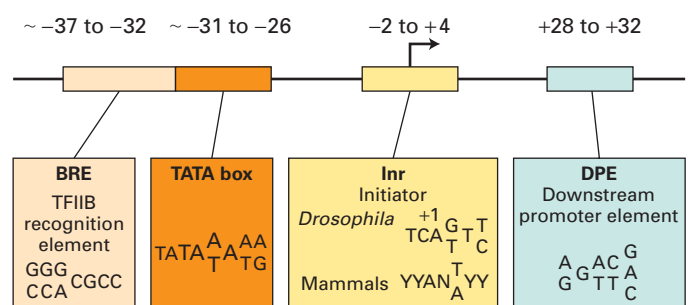 ~ –37 to –32 ~ –31 to –26 –2 to +4 +28 to +32
BRE
TFIIB
recognition
element
GGG
CGCC
CCA
TATA box
A AA
TATA A
T TG
Inr
Initiator
Drosophila +1 G T
TCA T
T C
Mammals YYAN T YY
A
DPE
Downstream
promoter element
G
A AC
G A
G TT
C